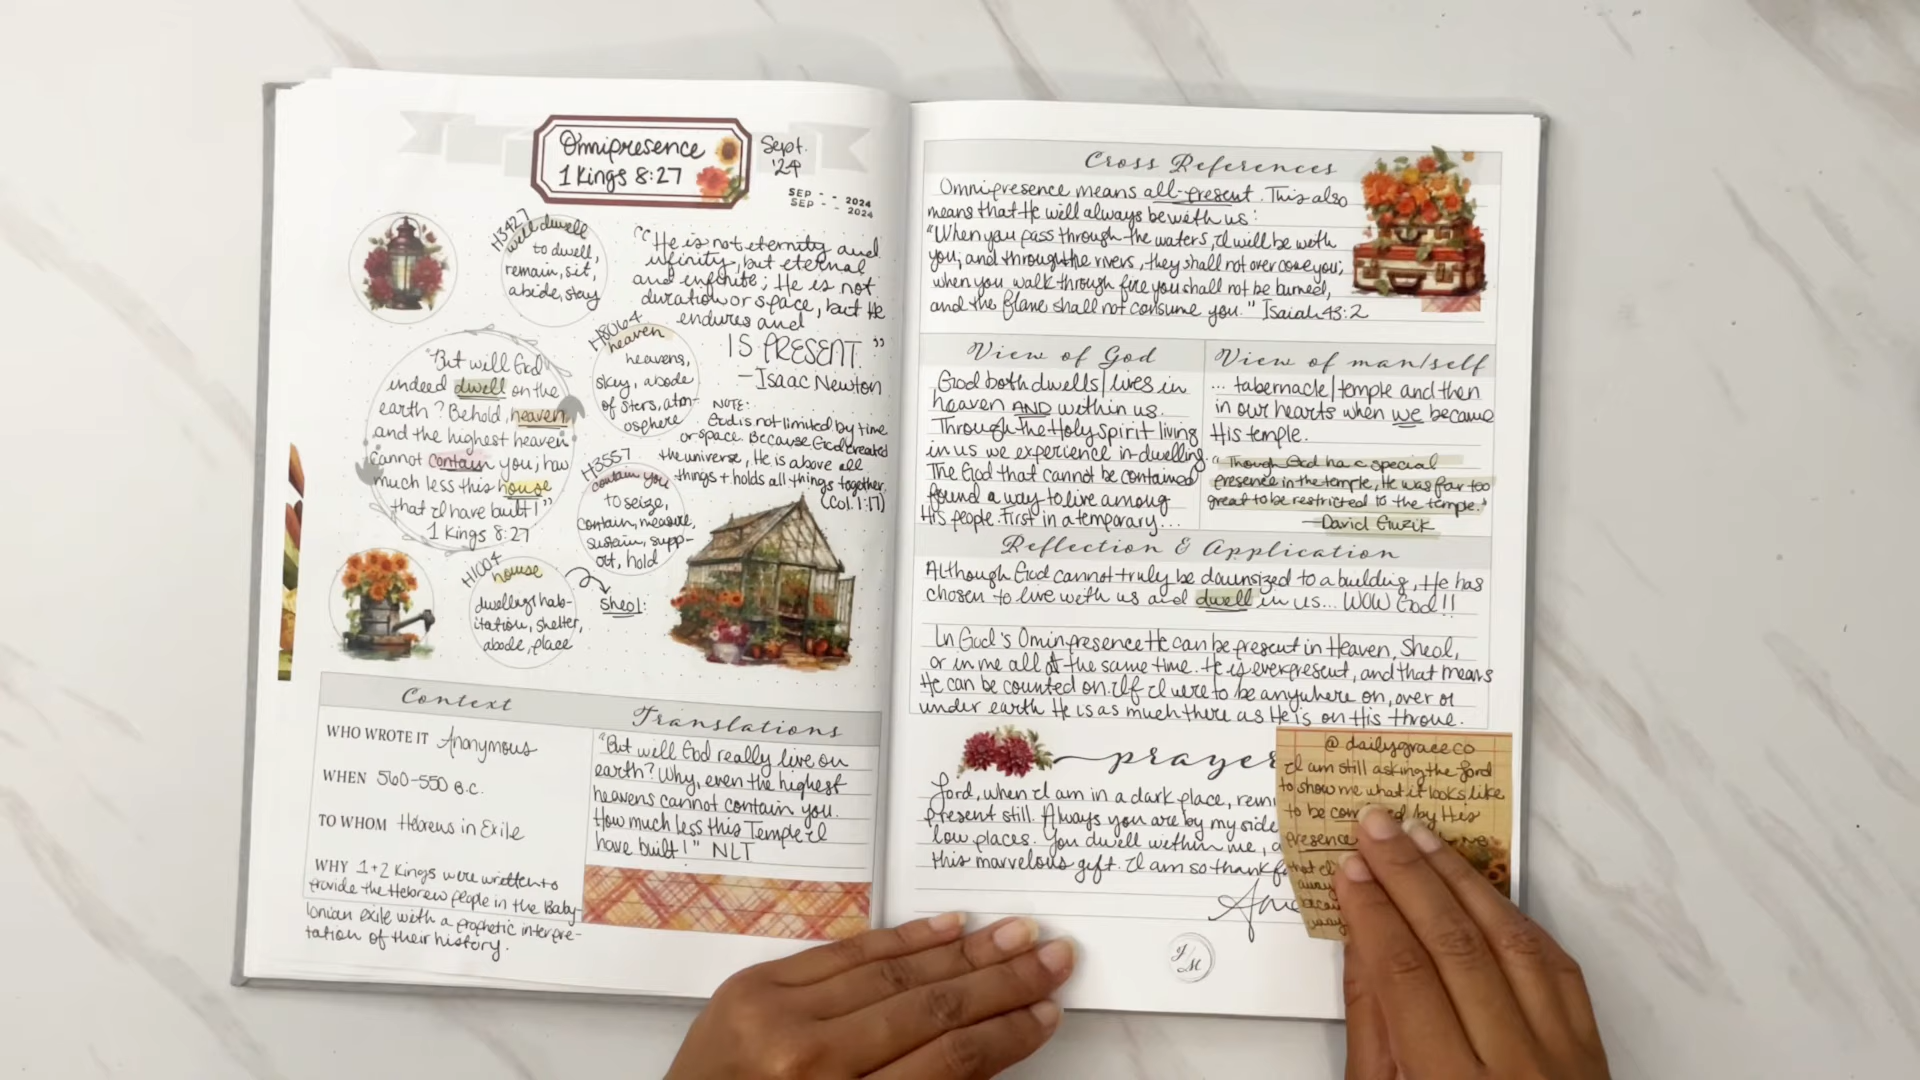 Omnipresence
1 Kings 8:27
Sept.
'24
SEP - - 2024
SEP - - 2024
H3427
will dwell
to dwell,
remain, sit,
abide, stay
"He is not eternity and
infinity, but eternal
and infinite; He is not
duration or space, but He
endures and
IS PRESENT."
-Isaac Newton
H8064
heaven
heavens,
sky, abode
of stars, atm-
osphere
"But will God
indeed dwell on the
earth? Behold, heaven
and the highest heaven
cannot contain you; how
much less this house
that I have built!"
1 Kings 8:27
NOTE:
God is not limited by time
or space. Because God created
the universe, He is above all
things + holds all things together.
(Col. 1:17)
H3557
contain you
to seize,
contain, measure,
sustain, supp-
ort, hold
H1004
house
dwelling, hab-
itation, shelter,
abode, place
Sheol:
Context
WHO WROTE IT Anonymous
WHEN 560-550 B.C.
TO WHOM Hebrews in Exile
WHY 1+2 Kings were written to
provide the Hebrew people in the Baby-
lonian exile with a prophetic interpre-
tation of their history.
Translations
"But will God really live on
earth? Why, even the highest
heavens cannot contain you.
How much less this Temple I
have built!" NLT
Cross References
Omnipresence means all-present. This also
means that He will always be with us:
"When you pass through the waters, I will be with
you; and through the rivers, they shall not overcome you;
when you walk through fire you shall not be burned,
and the flame shall not consume you." Isaiah 43:2
View of God
God both dwells/lives in
heaven AND within us.
Through the Holy Spirit living
in us we experience in-dwelling.
The God that cannot be contained
found a way to live among
His people. First in a temporary...
View of man/self
... tabernacle/temple and then
in our hearts when we became
His temple.
"Though God has a special
presence in the temple, He was far too
great to be restricted to the temple."
-David Guzik
Reflection & Application
Although God cannot truly be downsized to a building, He has
chosen to live with us and dwell in us... WOW God!!
In God's Ominpresence He can be present in Heaven, Sheol,
or in me all at the same time. He is everpresent, and that means
He can be counted on. If I were to be anywhere on, over or
under earth He is as much there as He is on His throne.
prayer
Lord, when I am in a dark place,
present still. Always you are by my side
low places. You dwell within me,
this marvelous gift. I am so thankf
@dailygraceco
I am still asking the Lord
to show me what it looks like
to be by His
presence
JM